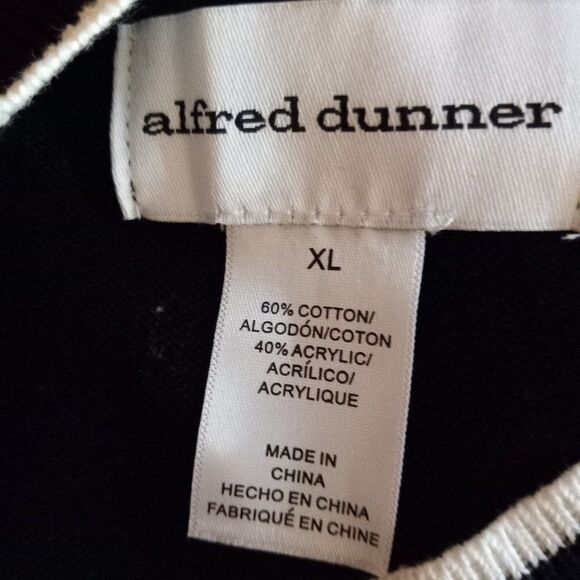 alfred dunner
XL
60% COTTON/
ALGODÓN/COTON
40% ACRYLIC/
ACRÍLICO/
ACRYLIQUE
MADE IN
CHINA
HECHO EN CHINA
FABRIQUÉ EN CHINE